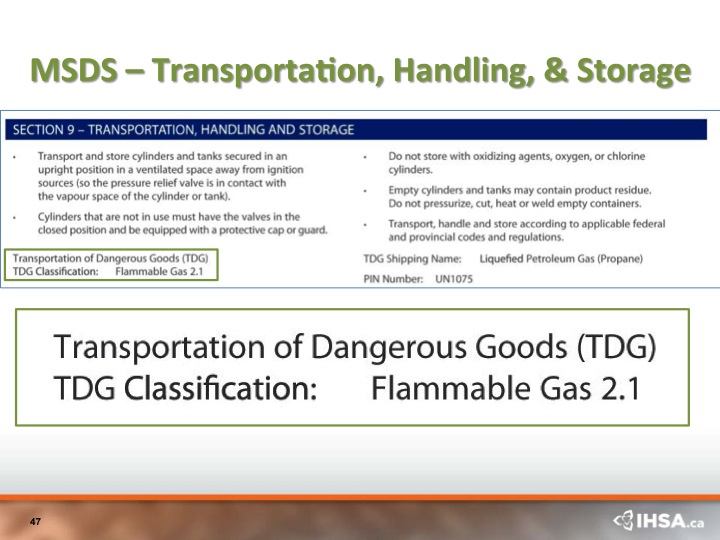 MSDS – Transportation, Handling, & Storage
SECTION 9 – TRANSPORTATION, HANDLING AND STORAGE
• Transport and store cylinders and tanks secured in an
upright position in a ventilated space away from ignition
sources (so the pressure relief valve is in contact with
the vapour space of the cylinder or tank).
• Cylinders that are not in use must have the valves in the
closed position and be equipped with a protective cap or guard.
Transportation of Dangerous Goods (TDG)
TDG Classification: Flammable Gas 2.1
• Do not store with oxidizing agents, oxygen, or chlorine
cylinders.
• Empty cylinders and tanks may contain product residue.
Do not pressurize, cut, heat or weld empty containers.
• Transport, handle and store according to applicable federal
and provincial codes and regulations.
TDG Shipping Name: Liquefied Petroleum Gas (Propane)
PIN Number: UN1075
Transportation of Dangerous Goods (TDG)
TDG Classification: Flammable Gas 2.1
47
IHSA.ca